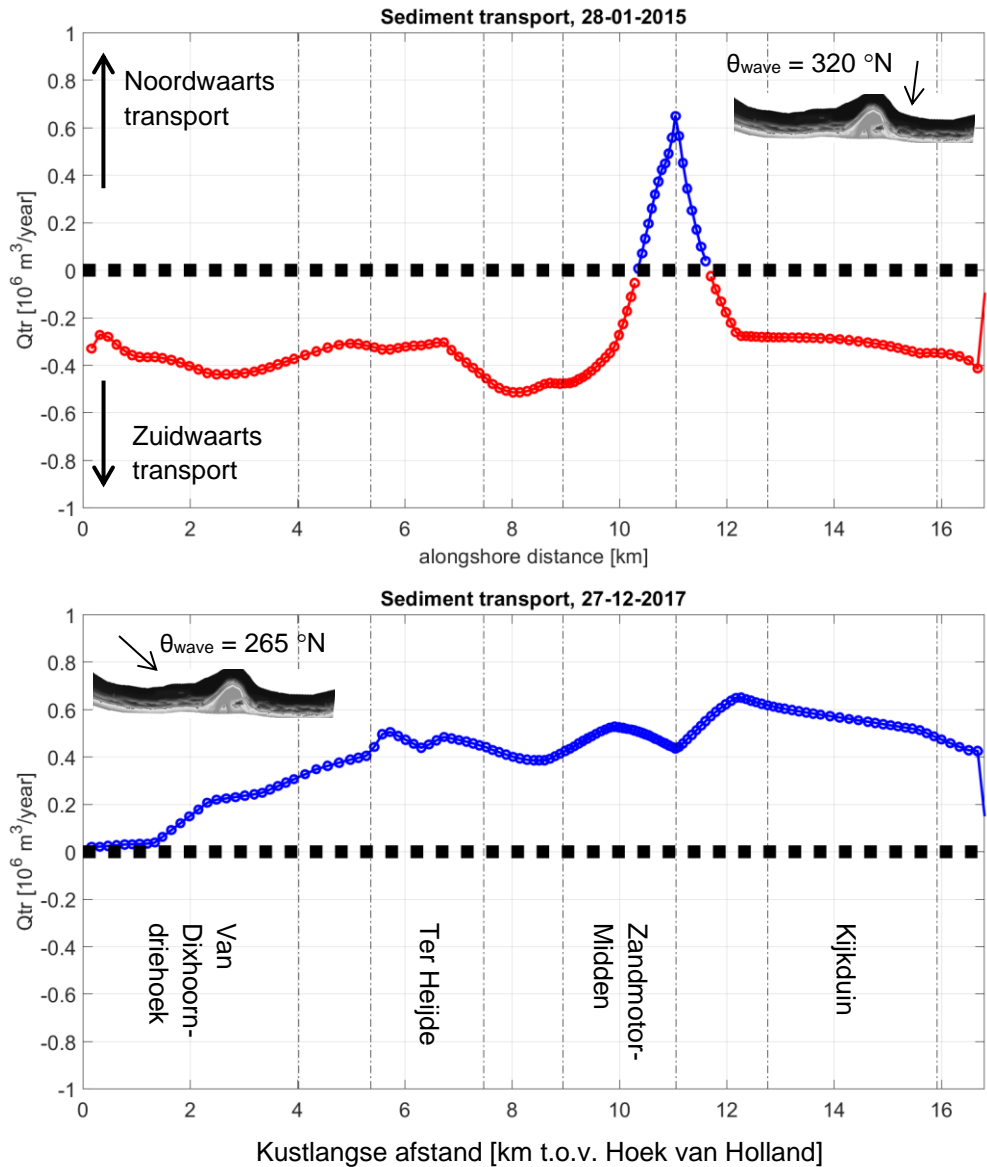 Sediment transport, 28-01-2015
1
0.8
0.6
0.4
0.2
0
-0.2
-0.4
-0.6
-0.8
-1
Qtr [10⁶ m³/year]
Noordwaarts
transport
θwave = 320 °N
Zuidwaarts
transport
0 2 4 6 8 10 12 14 16
alongshore distance [km]
Sediment transport, 27-12-2017
1
0.8
0.6
0.4
0.2
0
-0.2
-0.4
-0.6
-0.8
-1
Qtr [10⁶ m³/year]
θwave = 265 °N
Van
Dixhoorn-
driehoek
Ter Heijde
Zandmotor-
Midden
Kijkduin
0 2 4 6 8 10 12 14 16
Kustlangse afstand [km t.o.v. Hoek van Holland]